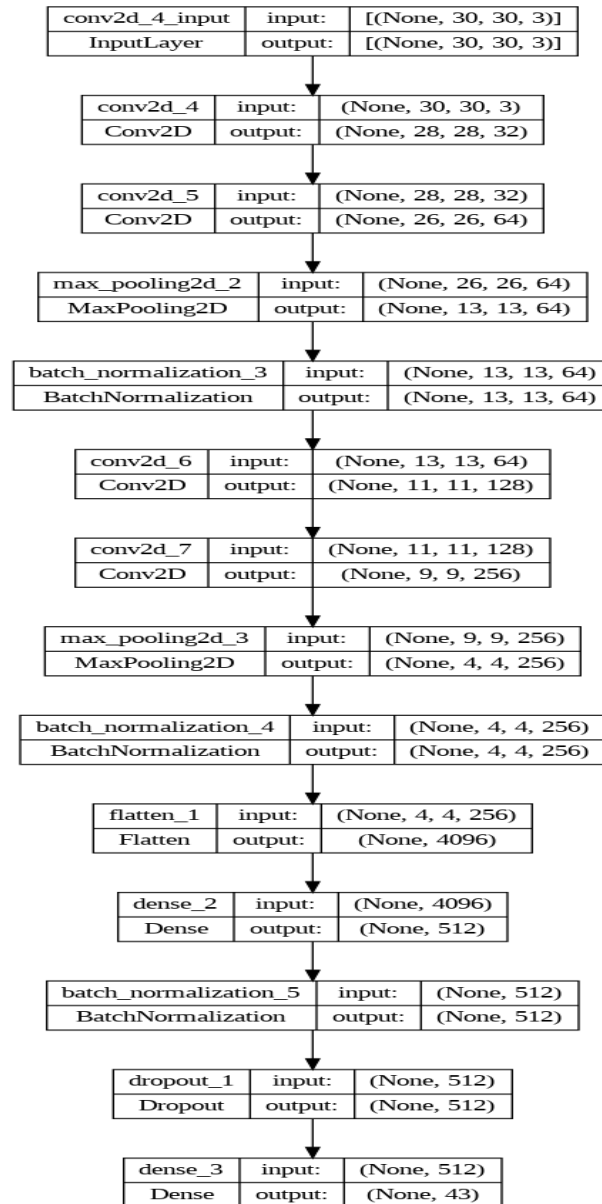 conv2d_4_input input: [(None, 30, 30, 3)]
InputLayer output: [(None, 30, 30, 3)]
conv2d_4 input: (None, 30, 30, 3)
Conv2D output: (None, 28, 28, 32)
conv2d_5 input: (None, 28, 28, 32)
Conv2D output: (None, 26, 26, 64)
max_pooling2d_2 input: (None, 26, 26, 64)
MaxPooling2D output: (None, 13, 13, 64)
batch_normalization_3 input: (None, 13, 13, 64)
BatchNormalization output: (None, 13, 13, 64)
conv2d_6 input: (None, 13, 13, 64)
Conv2D output: (None, 11, 11, 128)
conv2d_7 input: (None, 11, 11, 128)
Conv2D output: (None, 9, 9, 256)
max_pooling2d_3 input: (None, 9, 9, 256)
MaxPooling2D output: (None, 4, 4, 256)
batch_normalization_4 input: (None, 4, 4, 256)
BatchNormalization output: (None, 4, 4, 256)
flatten_1 input: (None, 4, 4, 256)
Flatten output: (None, 4096)
dense_2 input: (None, 4096)
Dense output: (None, 512)
batch_normalization_5 input: (None, 512)
BatchNormalization output: (None, 512)
dropout_1 input: (None, 512)
Dropout output: (None, 512)
dense_3 input: (None, 512)
Dense output: (None, 43)